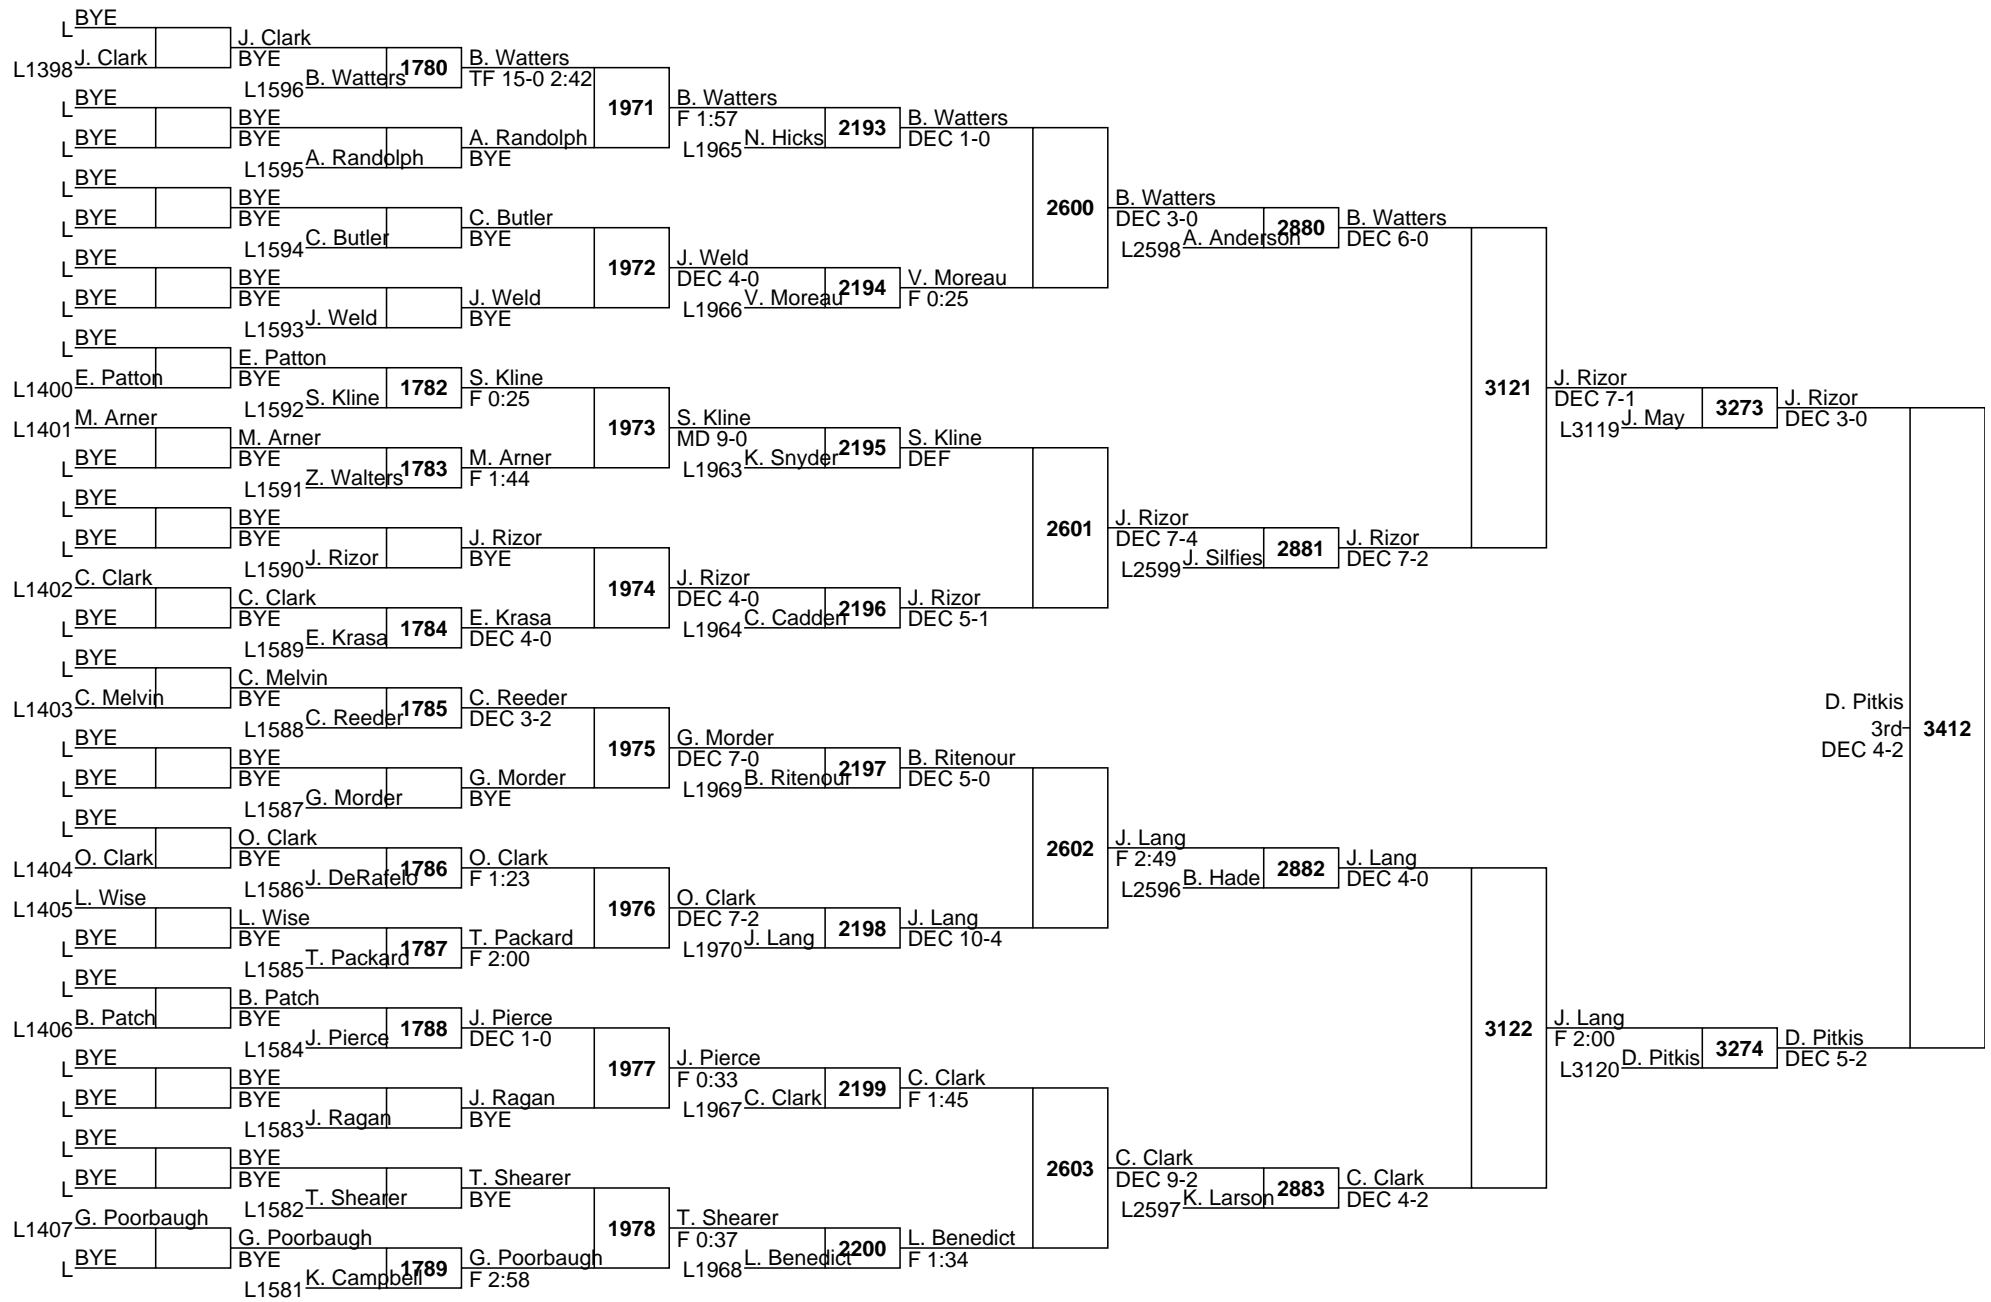 BYE
L
J. Clark
L1398
J. Clark
BYE
B. Watters
L1596
1780
B. Watters
TF 15-0 2:42
BYE
L
BYE
L
BYE
BYE
A. Randolph
L1595
A. Randolph
BYE
1971
B. Watters
F 1:57
N. Hicks
L1965
2193
B. Watters
DEC 1-0
BYE
L
BYE
L
BYE
BYE
C. Butler
L1594
C. Butler
BYE
BYE
L
BYE
L
BYE
BYE
J. Weld
L1593
J. Weld
BYE
1972
J. Weld
DEC 4-0
V. Moreau
L1966
2194
V. Moreau
F 0:25
2600
B. Watters
DEC 3-0
A. Anderson
L2598
2880
B. Watters
DEC 6-0
BYE
L
E. Patton
L1400
E. Patton
BYE
S. Kline
L1592
1782
S. Kline
F 0:25
M. Arner
L1401
BYE
L
M. Arner
BYE
Z. Walters
L1591
1783
M. Arner
F 1:44
1973
S. Kline
MD 9-0
K. Snyder
L1963
2195
S. Kline
DEF
BYE
L
BYE
L
BYE
BYE
J. Rizor
L1590
J. Rizor
BYE
C. Clark
L1402
BYE
L
C. Clark
BYE
E. Krasa
L1589
1784
E. Krasa
DEC 4-0
1974
J. Rizor
DEC 4-0
C. Cadden
L1964
2196
J. Rizor
DEC 5-1
2601
J. Rizor
DEC 7-4
J. Silfies
L2599
2881
J. Rizor
DEC 7-2
3121
J. Rizor
DEC 7-1
J. May
L3119
3273
J. Rizor
DEC 3-0
BYE
L
C. Melvin
L1403
C. Melvin
BYE
C. Reeder
L1588
1785
C. Reeder
DEC 3-2
BYE
L
BYE
L
BYE
BYE
G. Morder
L1587
G. Morder
BYE
1975
G. Morder
DEC 7-0
B. Ritenour
L1969
2197
B. Ritenour
DEC 5-0
BYE
L
O. Clark
L1404
O. Clark
BYE
J. DeRafelo
L1586
1786
O. Clark
F 1:23
L. Wise
L1405
BYE
L
L. Wise
BYE
T. Packard
L1585
1787
T. Packard
F 2:00
1976
O. Clark
DEC 7-2
J. Lang
L1970
2198
J. Lang
DEC 10-4
2602
J. Lang
F 2:49
B. Hade
L2596
2882
J. Lang
DEC 4-0
BYE
L
B. Patch
L1406
B. Patch
BYE
J. Pierce
L1584
1788
J. Pierce
DEC 1-0
BYE
L
BYE
L
BYE
BYE
J. Ragan
L1583
J. Ragan
BYE
1977
J. Pierce
F 0:33
C. Clark
L1967
2199
C. Clark
F 1:45
BYE
L
BYE
L
BYE
BYE
T. Shearer
L1582
T. Shearer
BYE
G. Poorbaugh
L1407
BYE
L
G. Poorbaugh
BYE
K. Campbell
L1581
1789
G. Poorbaugh
F 2:58
1978
T. Shearer
F 0:37
L. Benedict
L1968
2200
L. Benedict
F 1:34
2603
C. Clark
DEC 9-2
K. Larson
L2597
2883
C. Clark
DEC 4-2
3122
J. Lang
F 2:00
D. Pitkis
L3120
3274
D. Pitkis
DEC 5-2
D. Pitkis
3rd
DEC 4-2
3412